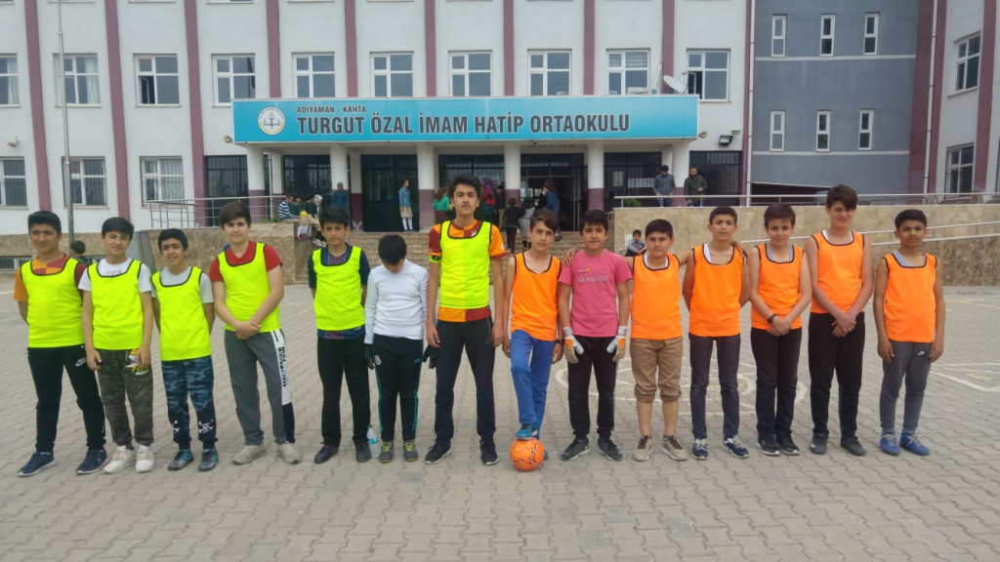 ADIYAMAN - KAHTA
TURGUT ÖZAL İMAM HATİP ORTAOKULU